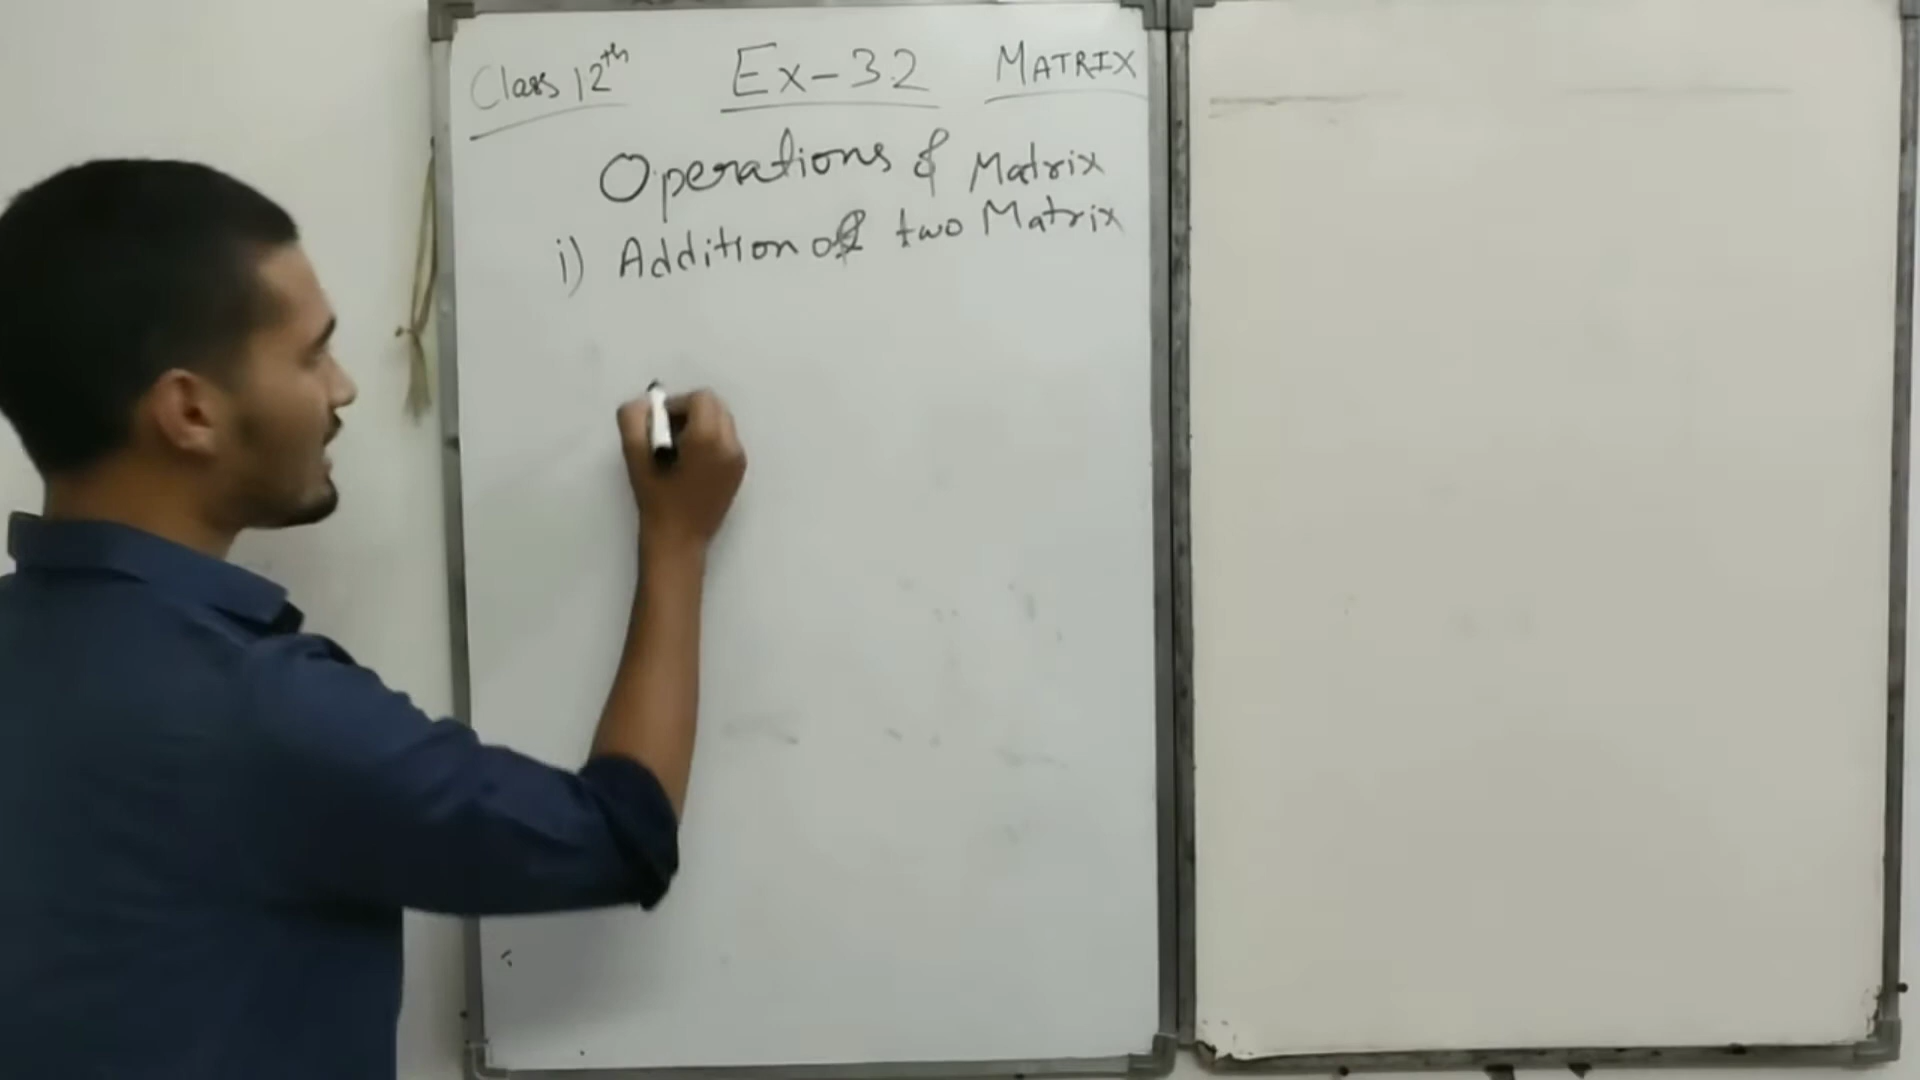 Class 12th Ex-3.2 MATRIX
Operations of Matrix
i) Addition of two Matrix